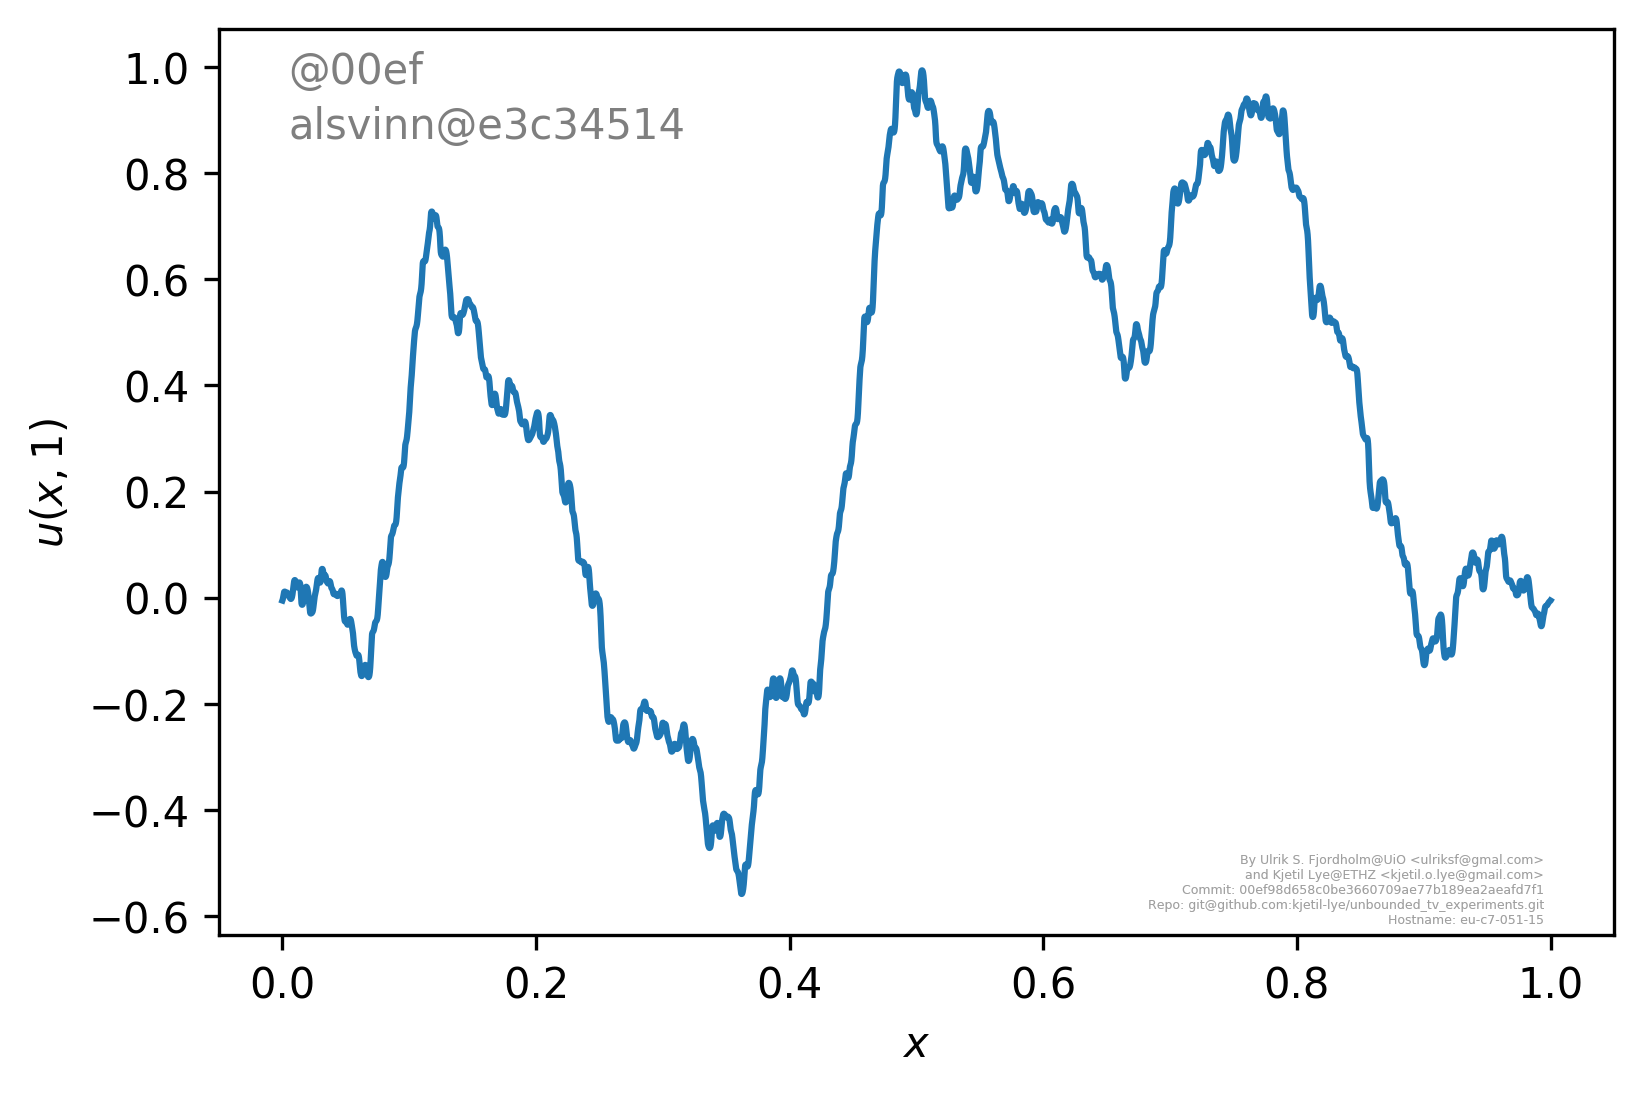 @00ef
alsvinn@e3c34514
1.0
0.8
0.6
0.4
0.2
0.0
−0.2
−0.4
−0.6
u(x, 1)
By Ulrik S. Fjordholm@UiO <ulriksf@gmal.com>
and Kjetil Lye@ETHZ <kjetil.o.lye@gmail.com>
Commit: 00ef98d658c0be3660709ae77b189ea2aeafd7f1
Repo: git@github.com:kjetil-lye/unbounded_tv_experiments.git
Hostname: eu-c7-051-15
0.0 0.2 0.4 0.6 0.8 1.0
x